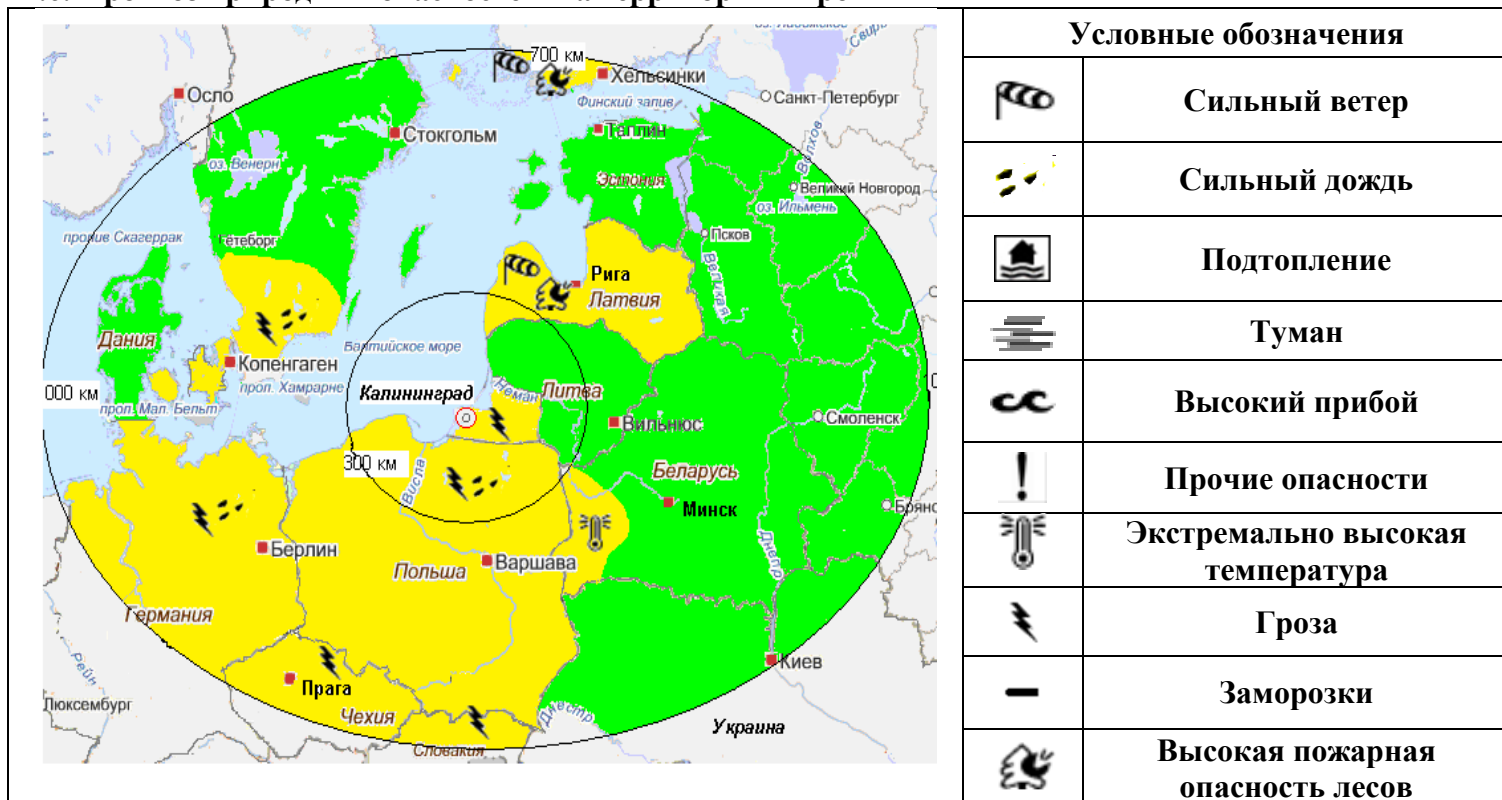 700 км
Хельсинки
Осло
Финский залив
Санкт-Петербург
Свирь
Стокгольм
Таллин
Волхов
оз. Венерн
Эстония
Великий Новгород
оз. Ильмень
пролив Скагеррак
Гётеборг
Псков
Великая
Рига
Латвия
Дания
Балтийское море
Копенгаген
000 км
прол. Хамрарне
Калининград
Неман
Литва
прол. Мал. Бельт
Вильнюс
Смоленск
300 км
Висла
Беларусь
Минск
Брянс
Берлин
Польша
Варшава
Днепр
Германия
Рейн
Киев
Прага
Люксембург
Чехия
Днестр
Украина
Словакия
Условные обозначения
Сильный ветер
Сильный дождь
Подтопление
Туман
Высокий прибой
Прочие опасности
Экстремально высокая
температура
Гроза
Заморозки
Высокая пожарная
опасность лесов